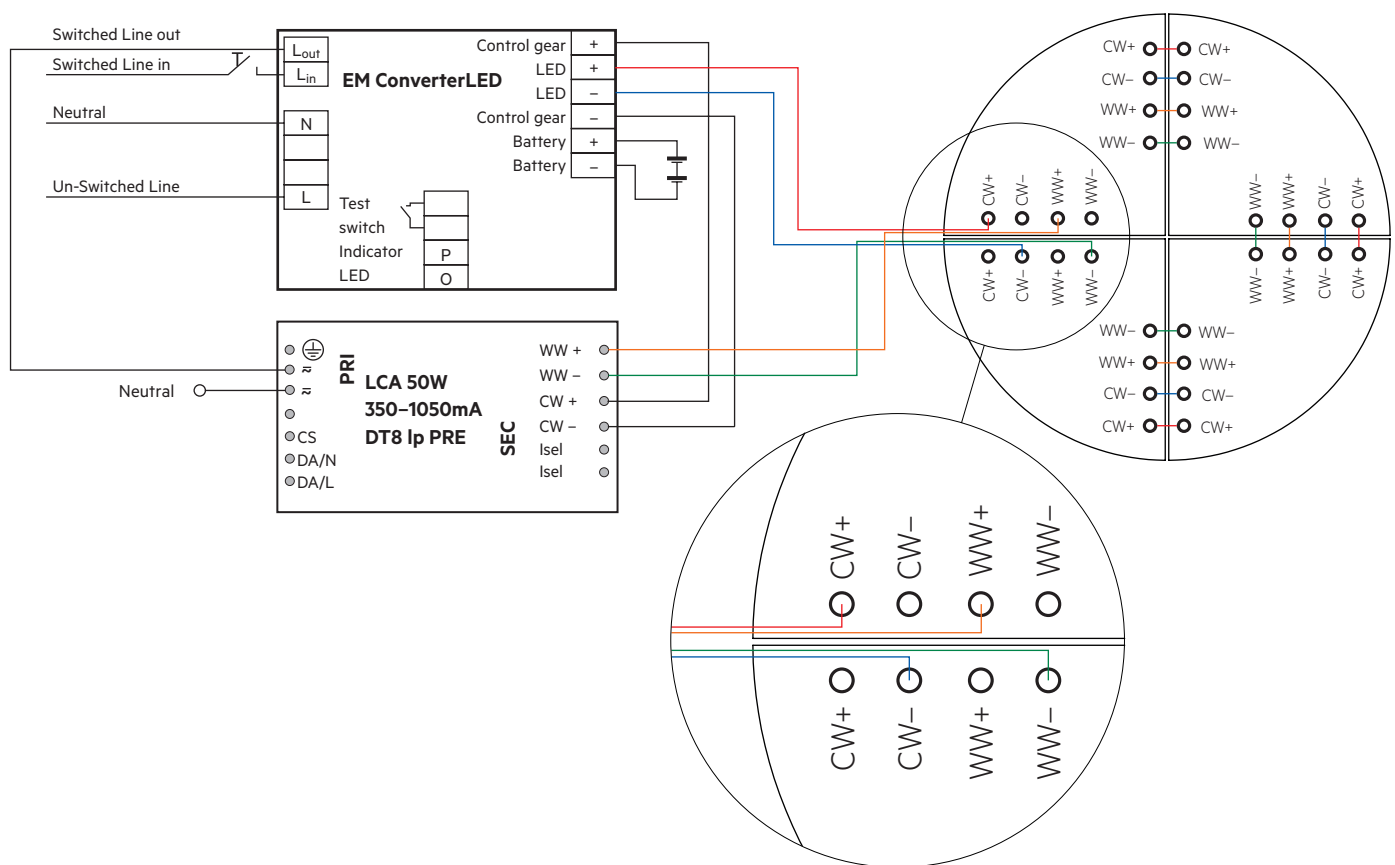 Switched Line out
Switched Line in
Neutral
Un-Switched Line
Lout
Lin
N
L
EM ConverterLED
Control gear +
LED +
LED –
Control gear –
Battery +
Battery –
Test
switch
Indicator P
LED O
PRI
Neutral
CS
DA/N
DA/L
LCA 50W
350–1050mA
DT8 lp PRE
SEC
WW +
WW –
CW +
CW –
Isel
Isel
CW+ CW+
CW– CW–
WW+ WW+
WW– WW–
CW+ CW– WW+ WW–
CW+ CW– WW+ WW–
WW– WW+ CW– CW+
WW– WW+ CW– CW+
WW– WW–
WW+ WW+
CW– CW–
CW+ CW+
CW+ CW– WW+ WW–
CW+ CW– WW+ WW–